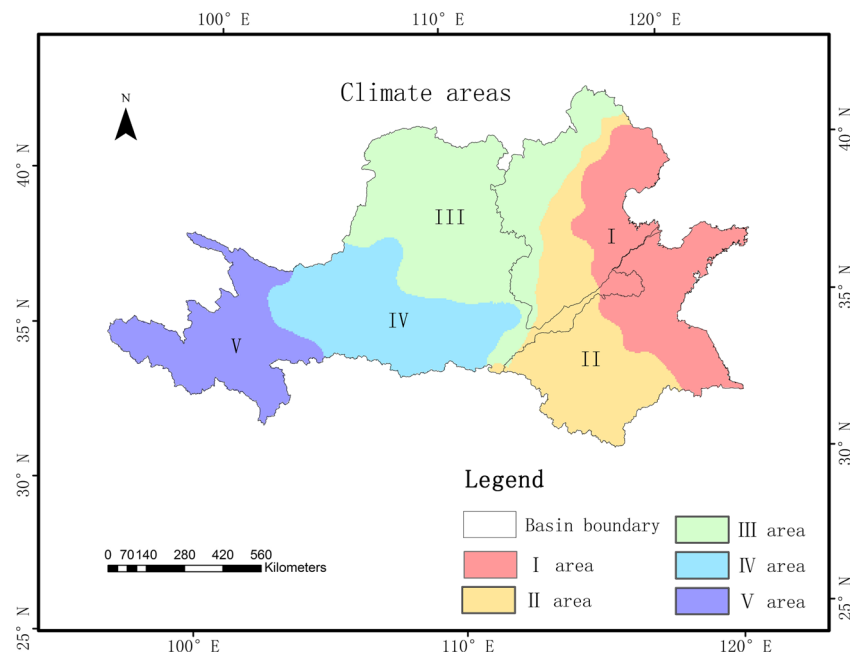 100° E 110° E 120° E
Climate areas
N
40° N 40° N
III
I
35° N 35° N
IV
V
II
30° N 30° N
Legend
Basin boundary III area
I area IV area
II area V area
0 70 140 280 420 560
Kilometers
25° N 25° N
100° E 110° E 120° E